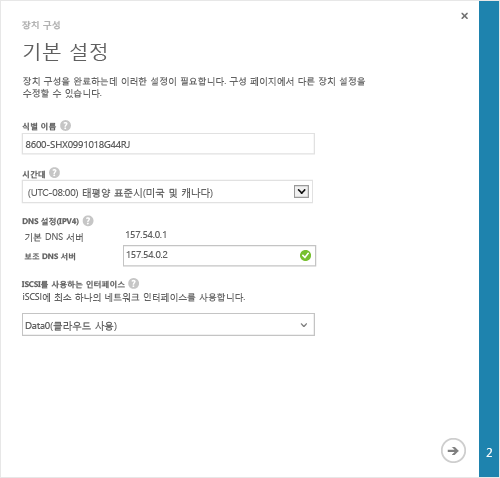 장치 구성
기본 설정
장치 구성을 완료하는데 이러한 설정이 필요합니다. 구성 페이지에서 다른 장치 설정을
수정할 수 있습니다.
식별 이름 ?
8600-SHX0991018G44RJ
시간대 ?
(UTC-08:00) 태평양 표준시(미국 및 캐나다)
DNS 설정(IPV4) ?
기본 DNS 서버 157.54.0.1
보조 DNS 서버 157.54.0.2
ISCSI를 사용하는 인터페이스 ?
iSCSI에 최소 하나의 네트워크 인터페이스를 사용합니다.
Data0(클라우드 사용)
2